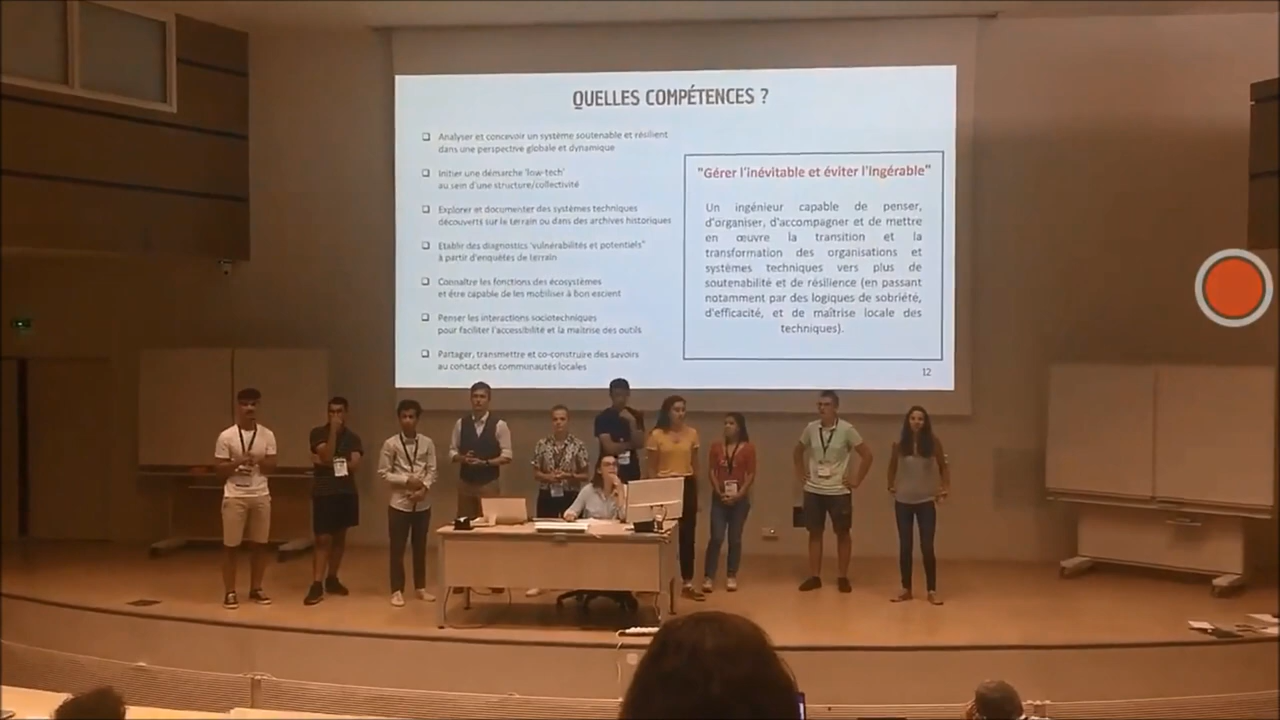 QUELLES COMPÉTENCES ?
Analyser et concevoir un système soutenable et résilient
dans une perspective globale et dynamique
Initier une démarche 'low-tech'
au sein d'une structure/collectivité
Explorer et documenter des systèmes techniques
découverts sur le terrain ou dans des archives historiques
Etablir des diagnostics "vulnérabilités et potentiels"
à partir d'enquêtes de terrain
Connaître les fonctions des écosystèmes
et être capable de les mobiliser à bon escient
Penser les interactions sociotechniques
pour faciliter l'accessibilité et la maitrise des outils
Partager, transmettre et co-construire des savoirs
au contact des communautés locales
"Gérer l'inévitable et éviter l'Ingérable"
Un ingénieur capable de penser,
d'organiser, d'accompagner et de mettre
en œuvre la transition et la
transformation des organisations et
systèmes techniques vers plus de
soutenabilité et de résilience (en passant
notamment par des logiques de sobriété,
d'efficacité, et de maîtrise locale des
techniques).
12